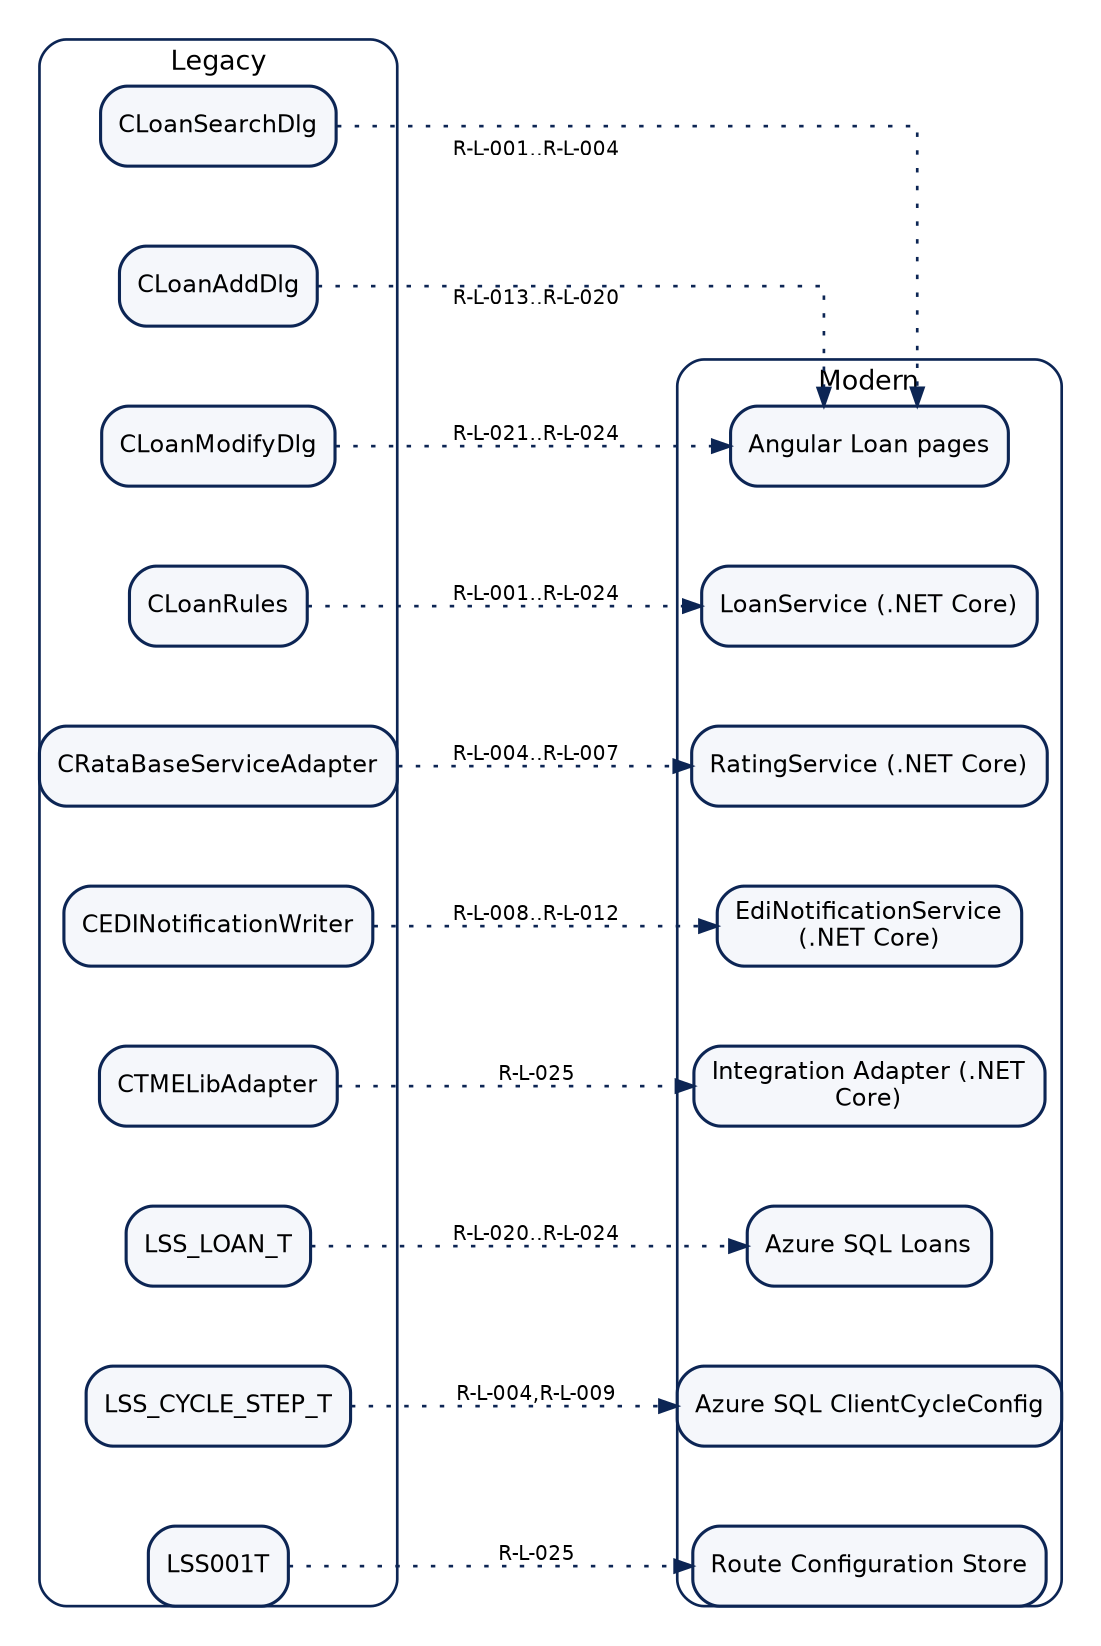 Legacy
CLoanSearchDlg
R-L-001..R-L-004
CLoanAddDlg
R-L-013..R-L-020
Modern
CLoanModifyDlg
R-L-021..R-L-024
Angular Loan pages
CLoanRules
R-L-001..R-L-024
LoanService (.NET Core)
CRataBaseServiceAdapter
R-L-004..R-L-007
RatingService (.NET Core)
CEDINotificationWriter
R-L-008..R-L-012
EdiNotificationService
(.NET Core)
CTMELibAdapter
R-L-025
Integration Adapter (.NET
Core)
LSS_LOAN_T
R-L-020..R-L-024
Azure SQL Loans
LSS_CYCLE_STEP_T
R-L-004,R-L-009
Azure SQL ClientCycleConfig
LSS001T
R-L-025
Route Configuration Store